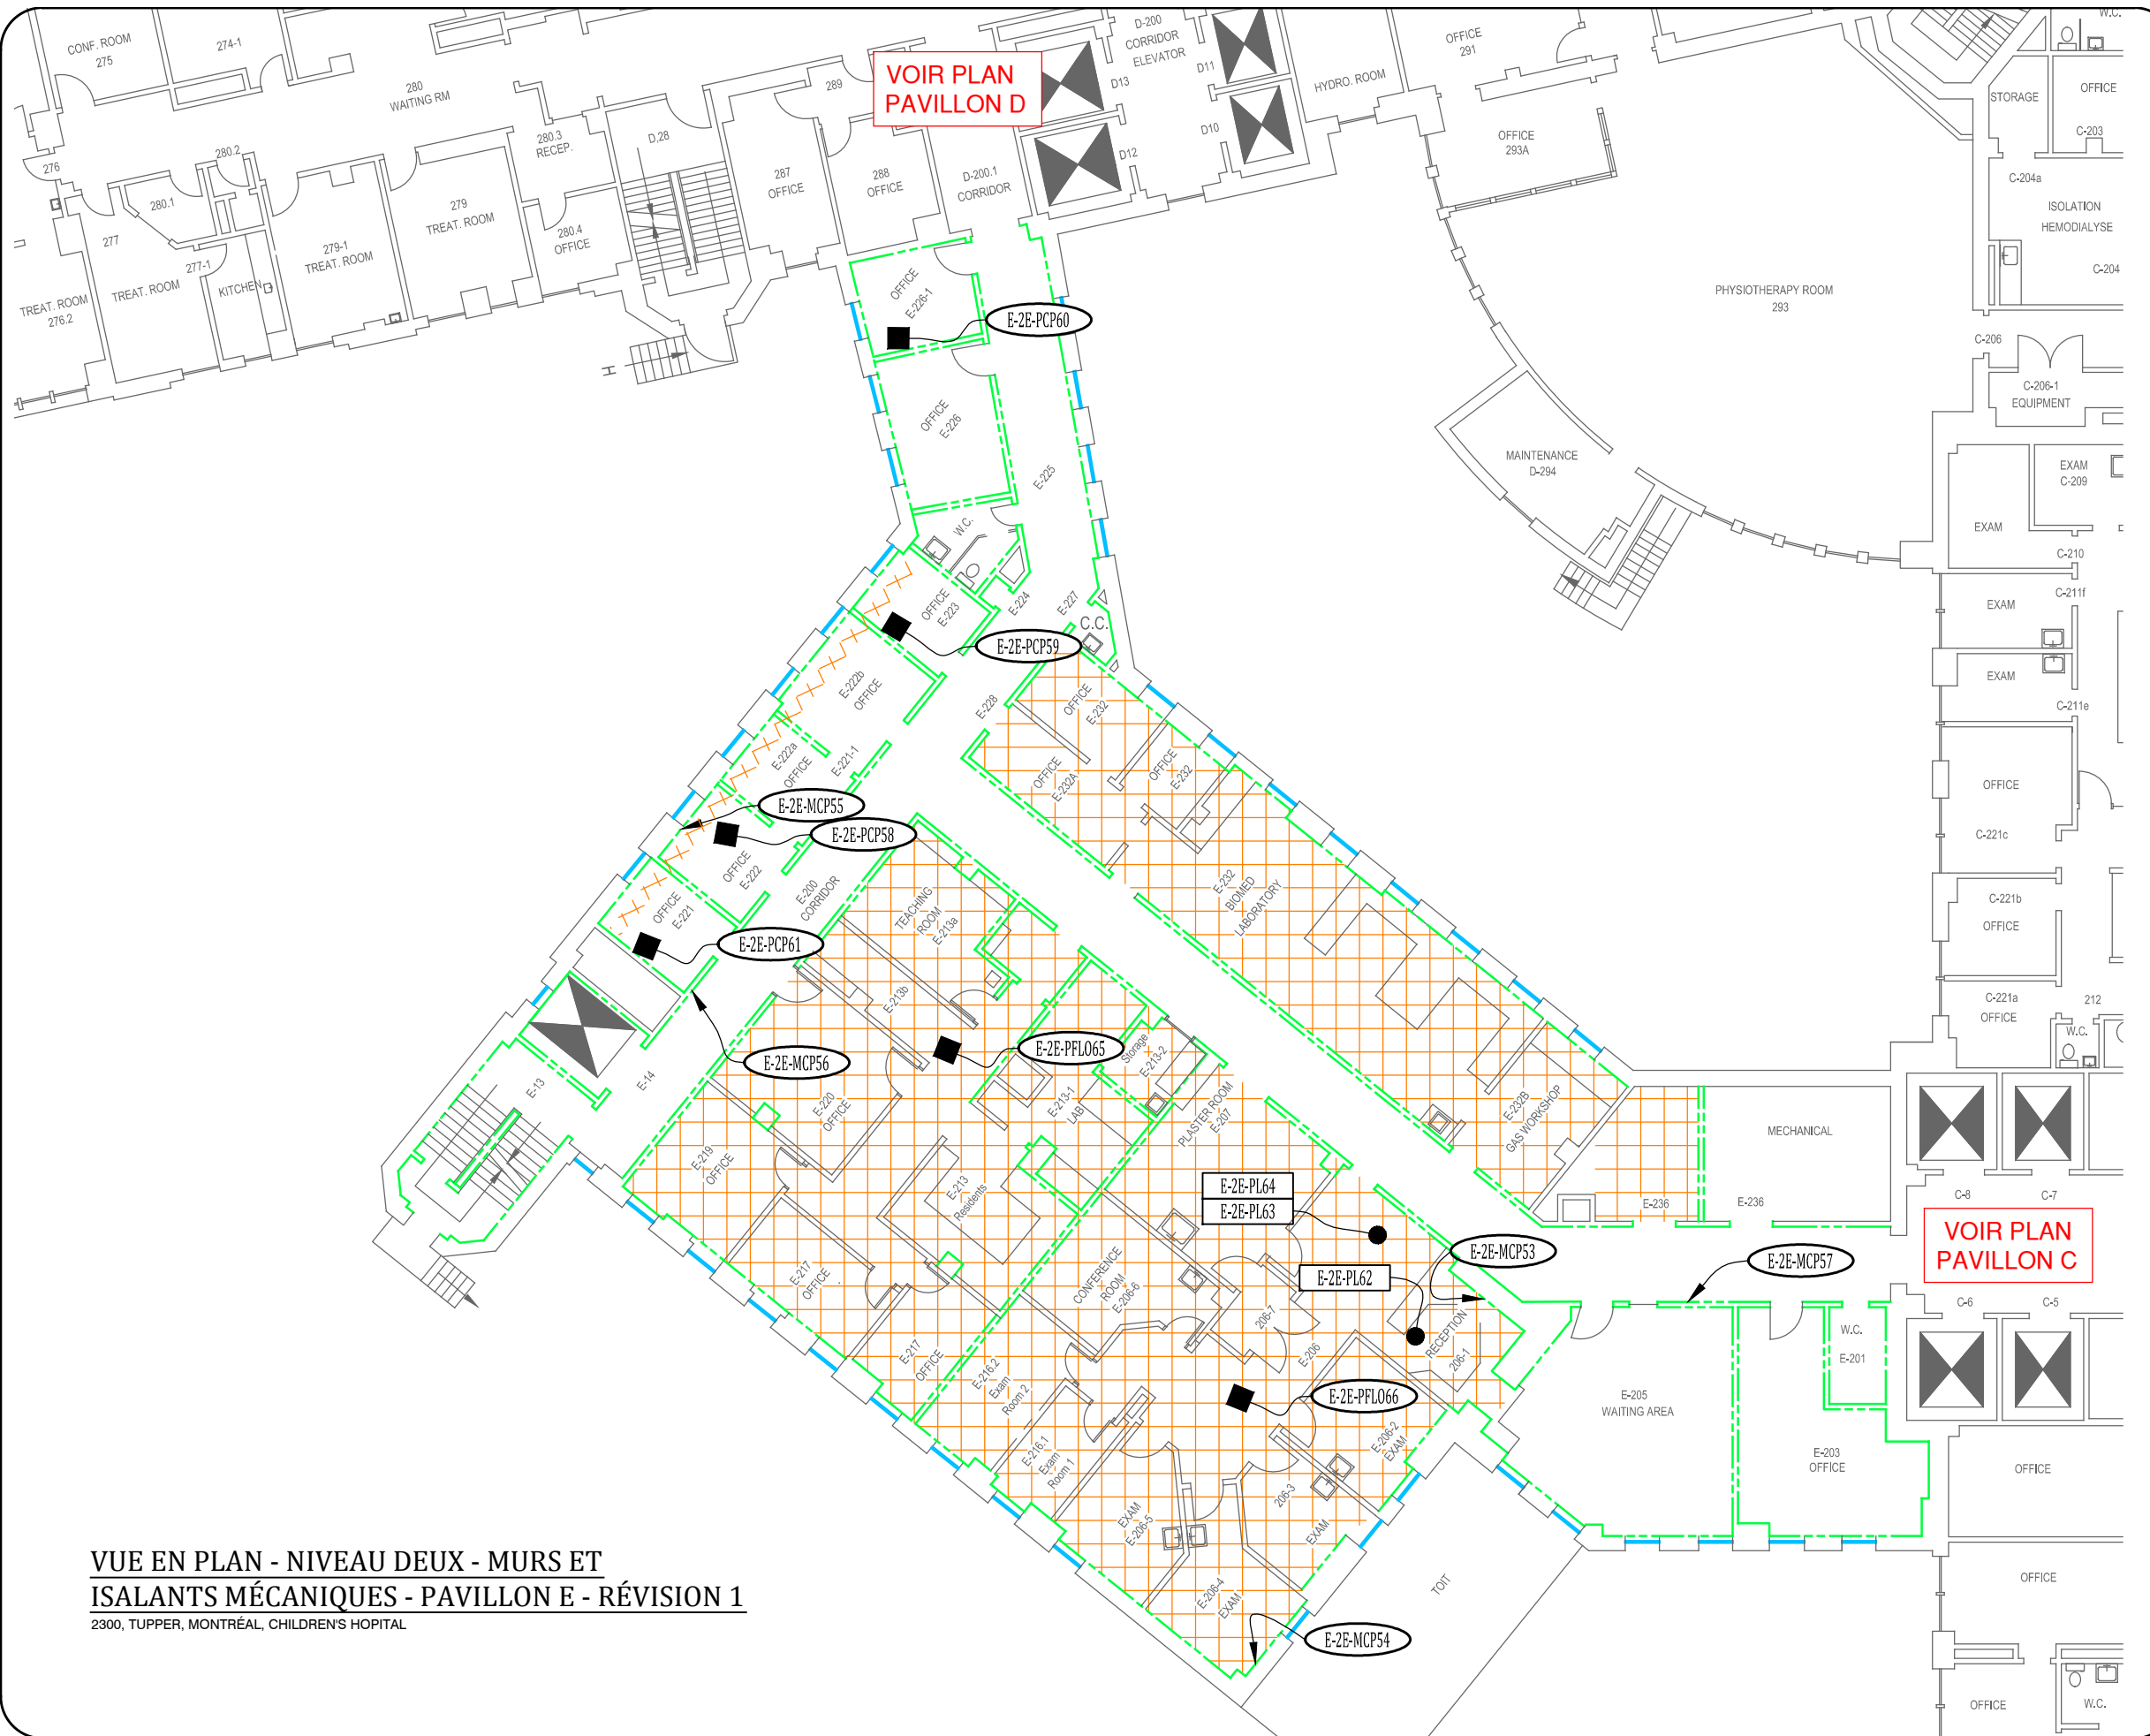 CONF. ROOM
275
274-1
280
WAITING RM
280.3
RECEP.
D,28
289
VOIR PLAN
PAVILLON D
D-200
CORRIDOR
ELEVATOR
D13
D11
D10
D12
HYDRO. ROOM
OFFICE
291
OFFICE
293A
W.C.
STORAGE
OFFICE
C-203
C-204a
ISOLATION
HEMODIALYSE
C-204
276
280.2
280.1
277
277-1
TREAT. ROOM
276.2
TREAT. ROOM
KITCHEN
279-1
TREAT. ROOM
279
TREAT. ROOM
280.4
OFFICE
287
OFFICE
288
OFFICE
D-200.1
CORRIDOR
H
PHYSIOTHERAPY ROOM
293
C-206
C-206-1
EQUIPMENT
MAINTENANCE
D-294
EXAM
C-209
EXAM
C-210
EXAM
C-211f
EXAM
C-211e
OFFICE
C-221c
C-221b
OFFICE
C-221a
OFFICE
212
W.C.
OFFICE
E-226-1
E-2E-PCP60
OFFICE
E-226
E-225
W.C.
OFFICE
E-223
E-224
E-227
C.C.
E-2E-PCP59
E-222b
OFFICE
E-228
OFFICE
E-232
OFFICE
E-232A
OFFICE
E-232
E-222a
OFFICE
E-221-1
E-2E-MCP55
E-2E-PCP58
OFFICE
E-222
E-200
CORRIDOR
OFFICE
E-221
E-2E-PCP61
TEACHING
ROOM
E-213a
E-213b
E-232
BIOMED
LABORATORY
E-2E-MCP56
E-2E-PFLO65
Storage
E-213-2
E-213-1
LAB
PLASTER ROOM
E-207
E-13
E-14
E-220
OFFICE
E-219
OFFICE
E-213
Residents
E-232B
GAS WORKSHOP
MECHANICAL
E-236
E-236
C-8
C-7
E-2E-PL64
E-2E-PL63
E-2E-MCP53
E-2E-PL62
E-2E-MCP57
VOIR PLAN
PAVILLON C
C-6
C-5
E-217
OFFICE
CONFERENCE
ROOM
E-206-6
206-7
E-206
RECEPTION
206-1
E-217
OFFICE
E-216.2
Exam
Room 2
E-216.1
Exam
Room 1
E-2E-PFLO66
E-206-2
EXAM
W.C.
E-201
E-205
WAITING AREA
E-203
OFFICE
OFFICE
EXAM
E-206-5
206-3
EXAM
E-206-4
EXAM
TOIT
E-2E-MCP54
OFFICE
OFFICE
W.C.
VUE EN PLAN - NIVEAU DEUX - MURS ET
ISALANTS MÉCANIQUES - PAVILLON E - RÉVISION 1
2300, TUPPER, MONTRÉAL, CHILDREN'S HOPITAL